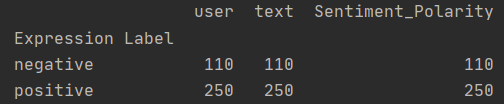 user text Sentiment_Polarity
Expression Label
negative 110 110 110
positive 250 250 250